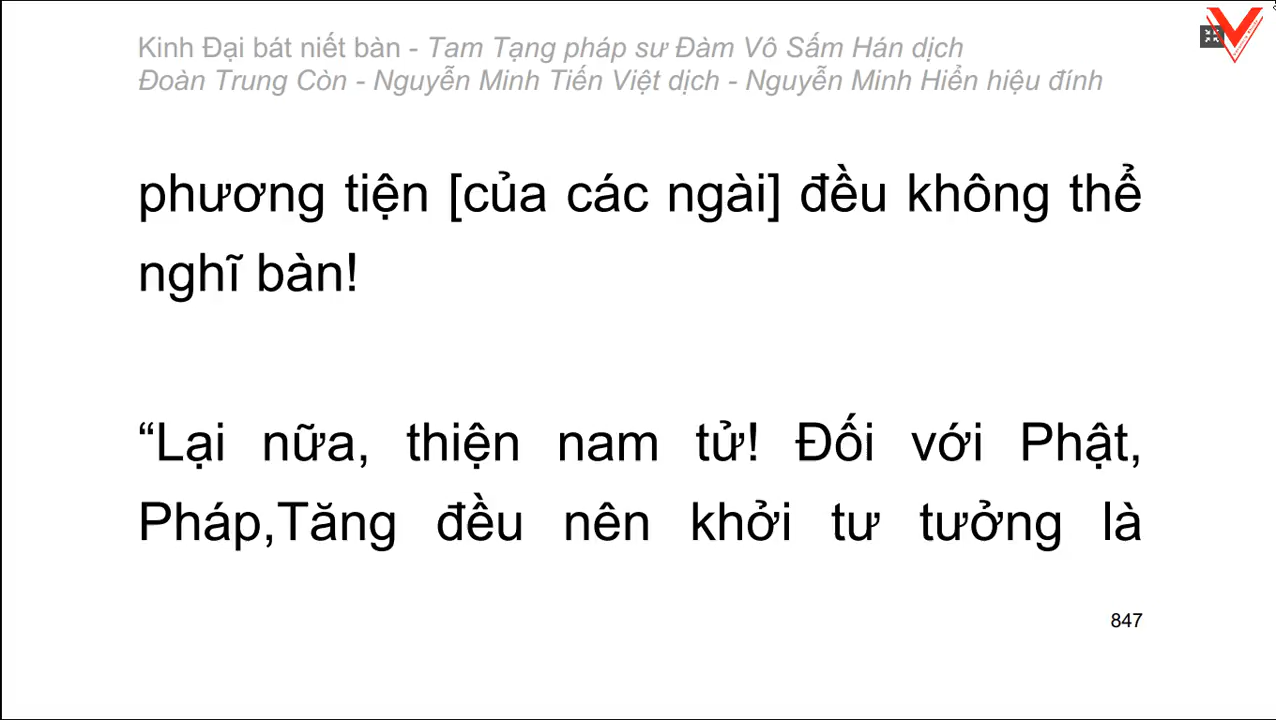 Kinh Đại bát niết bàn - Tam Tạng pháp sư Đàm Vô Sấm Hán dịch
Đoàn Trung Còn - Nguyễn Minh Tiến Việt dịch - Nguyễn Minh Hiển hiệu đính
phương tiện [của các ngài] đều không thể
nghĩ bàn!
“Lại nữa, thiện nam tử! Đối với Phật,
Pháp,Tăng đều nên khởi tư tưởng là
847